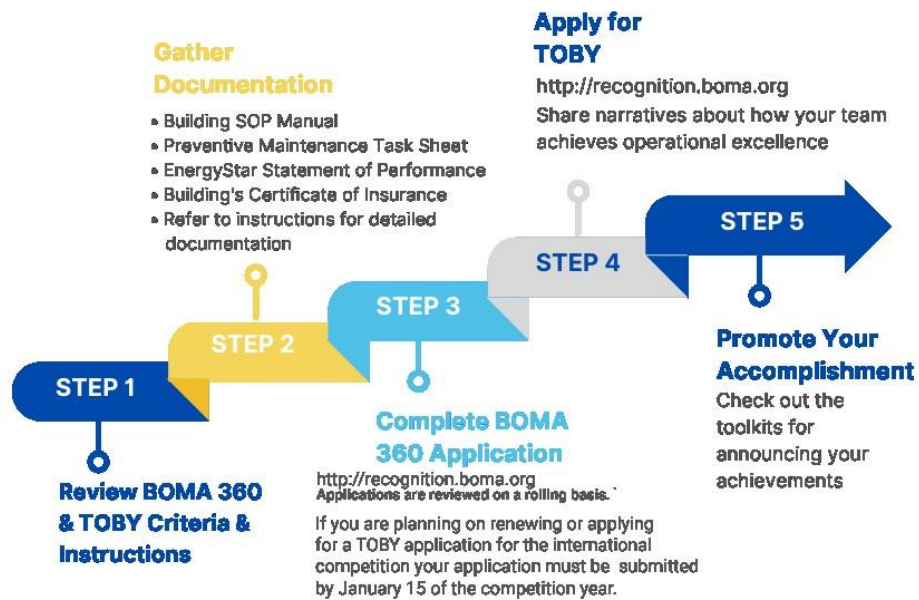 STEP 1
Review BOMA 360
& TOBY Criteria &
Instructions
Gather
Documentation
• Building SOP Manual
• Preventive Maintenance Task Sheet
• EnergyStar Statement of Performance
• Building's Certificate of Insurance
• Refer to instructions for detailed
documentation
STEP 2
STEP 3
Complete BOMA
360 Application
http://recognition.boma.org
Applications are reviewed on a rolling basis.
If you are planning on renewing or applying
for a TOBY application for the international
competition your application must be submitted
by January 15 of the competition year.
Apply for
TOBY
http://recognition.boma.org
Share narratives about how your team
achieves operational excellence
STEP 4
STEP 5
Promote Your
Accomplishment
Check out the
toolkits for
announcing your
achievements